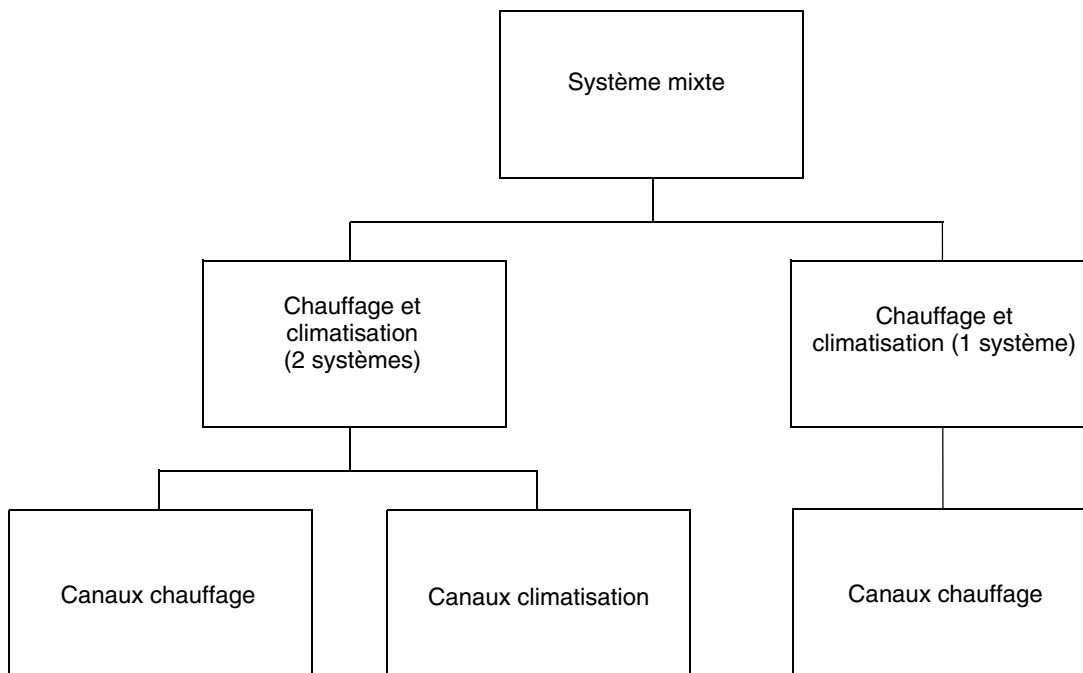 Système mixte
Chauffage et
climatisation
(2 systèmes)
Chauffage et
climatisation (1 système)
Canaux chauffage
Canaux climatisation
Canaux chauffage